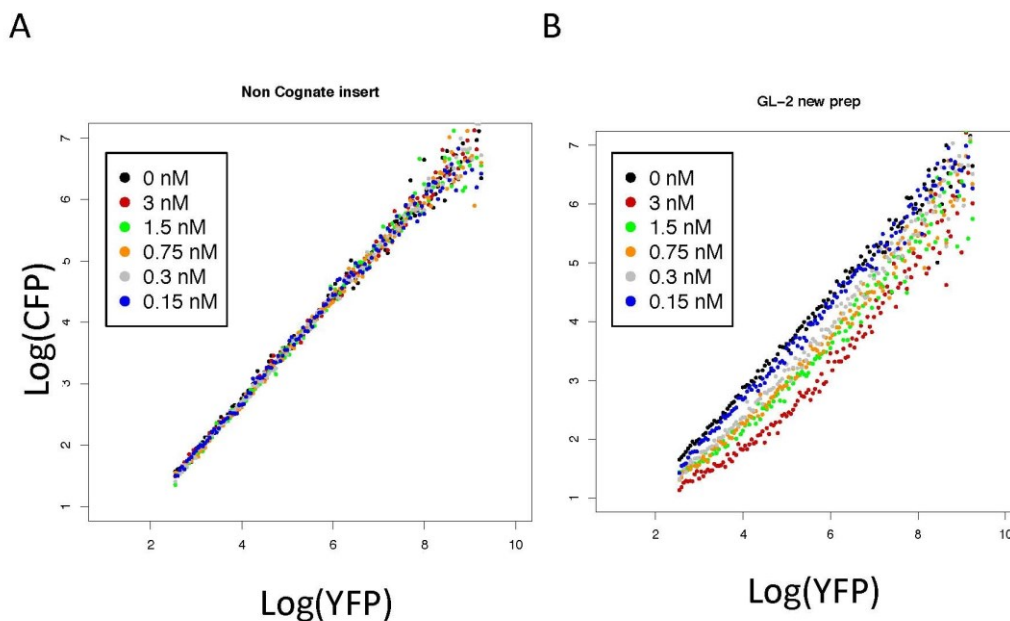 A
Non Cognate insert
7
6
5
4
3
2
1
Log(CFP)
0 nM
3 nM
1.5 nM
0.75 nM
0.3 nM
0.15 nM
2 4 6 8 10
Log(YFP)
B
GL-2 new prep
7
6
5
4
3
2
1
0 nM
3 nM
1.5 nM
0.75 nM
0.3 nM
0.15 nM
2 4 6 8 10
Log(YFP)